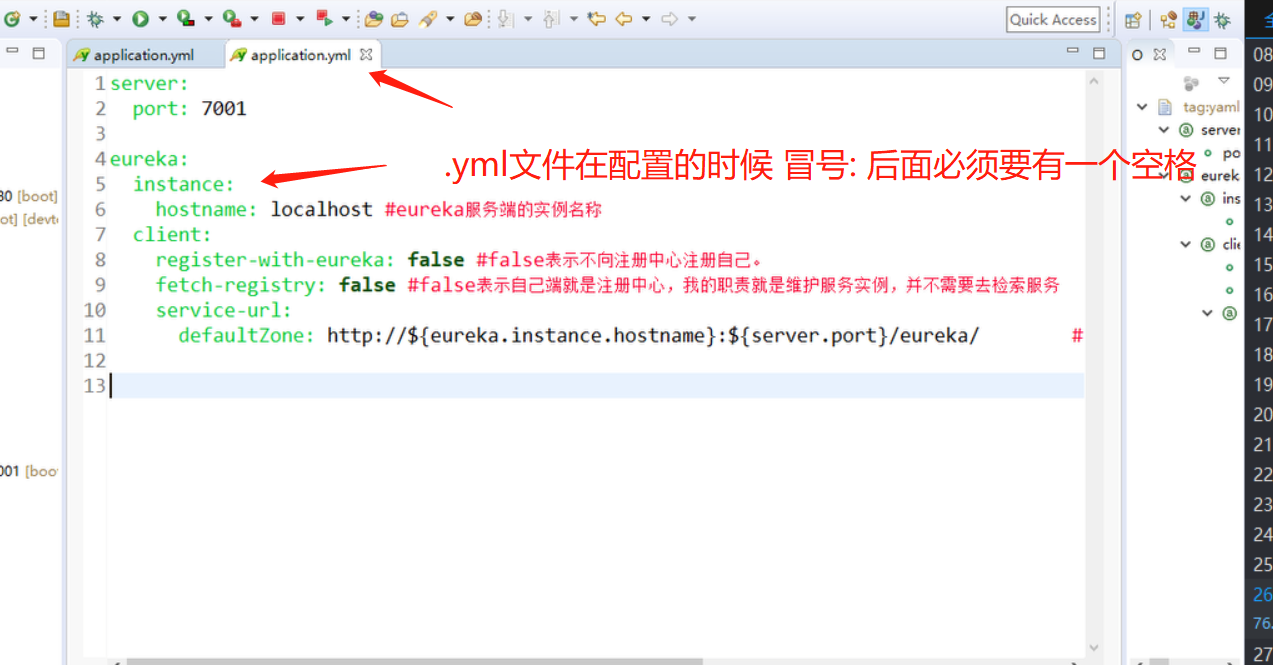 Quick Access
application.yml
application.yml
1 server:
2 port: 7001
3
4 eureka:
5 instance:
6 hostname: localhost #eureka服务端的实例名称
7 client:
8 register-with-eureka: false #false表示不向注册中心注册自己。
9 fetch-registry: false #false表示自己端就是注册中心，我的职责就是维护服务实例，并不需要去检索服务
10 service-url:
11 defaultZone: http://${eureka.instance.hostname}:${server.port}/eureka/ #
12
13
.yml文件在配置的时候 冒号: 后面必须要有一个空格
80 [boot]
ot] [devt
001 [boo
O
tag:yaml
server
po
eurek
ins
clie
08
09
10
11
12
13
14
15
16
17
18
19
20
21
22
23
24
25
26
76.
27